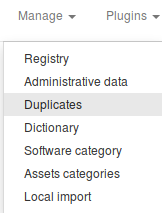 Manage Plugins
Registry
Administrative data
Duplicates
Dictionary
Software category
Assets categories
Local import